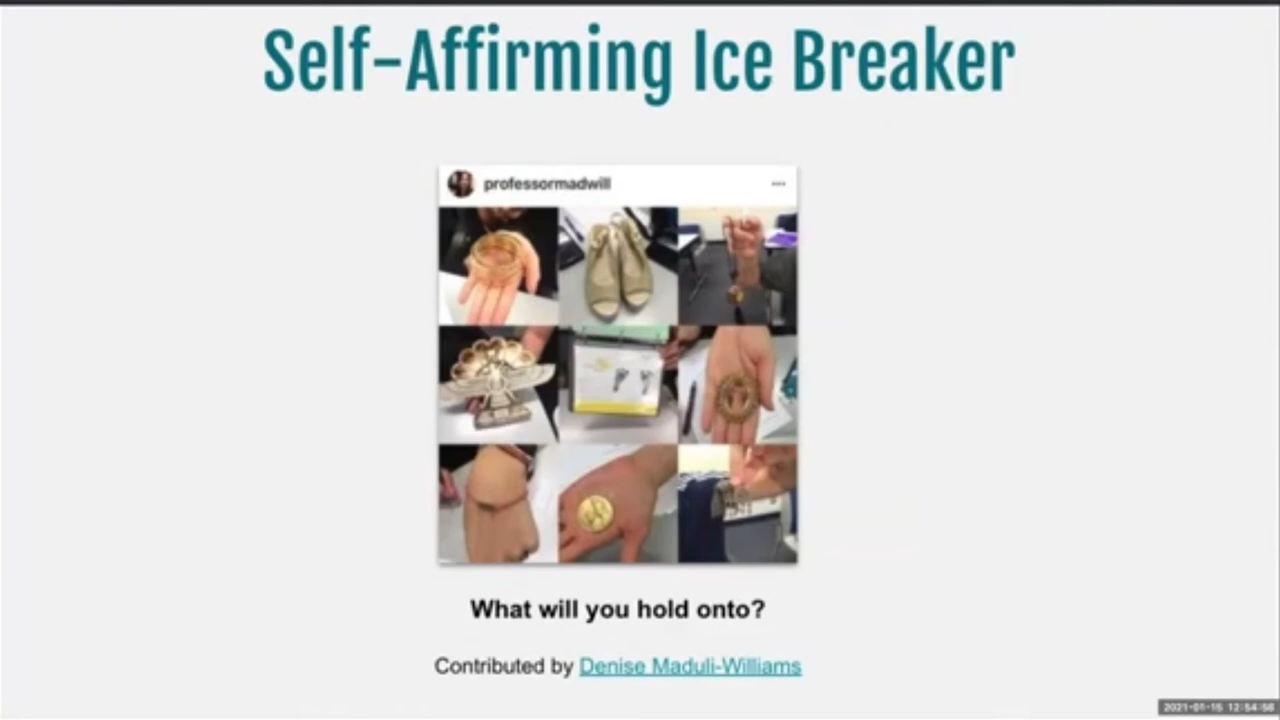 Self-Affirming Ice Breaker
professormadwill
What will you hold onto?
Contributed by Denise Maduli-Williams
2021-01-15 12:54:58